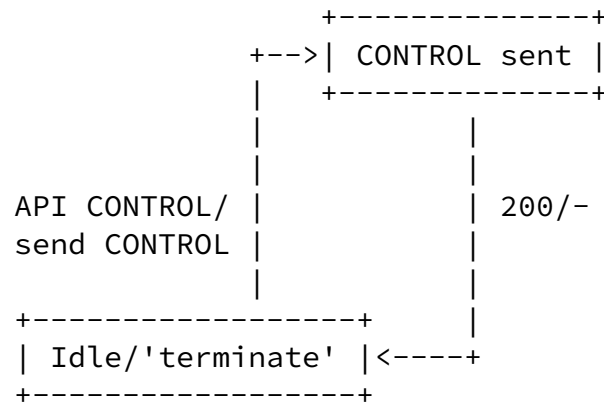 CONTROL sent
API CONTROL/
200/-
send CONTROL
Idle/'terminate'